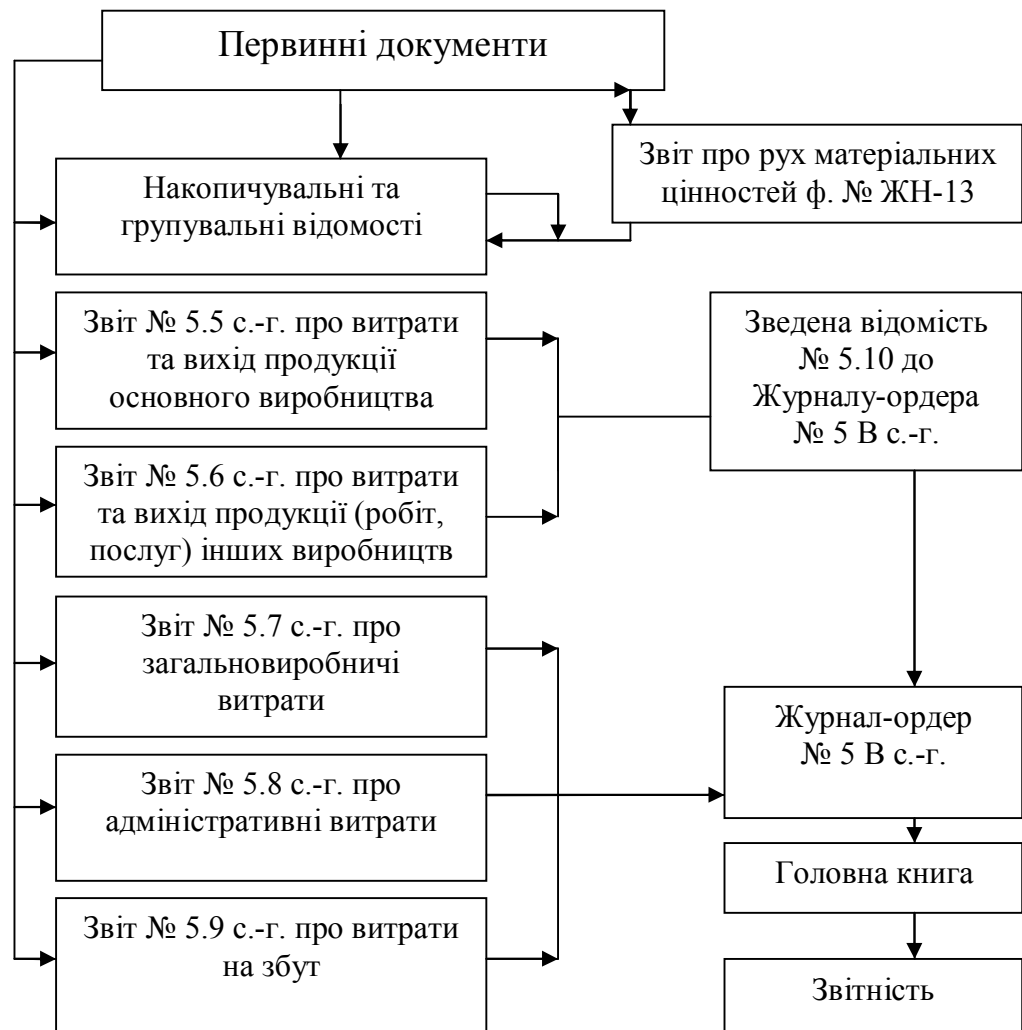 Первинні документи
Звіт про рух матеріальних
цінностей ф. № ЖН-13
Накопичувальні та
групувальні відомості
Звіт № 5.5 с.-г. про витрати
та вихід продукції
основного виробництва
Зведена відомість
№ 5.10 до
Журналу-ордера
№ 5 В с.-г.
Звіт № 5.6 с.-г. про витрати
та вихід продукції (робіт,
послуг) інших виробництв
Звіт № 5.7 с.-г. про
загальновиробничі
витрати
Журнал-ордер
№ 5 В с.-г.
Звіт № 5.8 с.-г. про
адміністративні витрати
Головна книга
Звіт № 5.9 с.-г. про витрати
на збут
Звітність